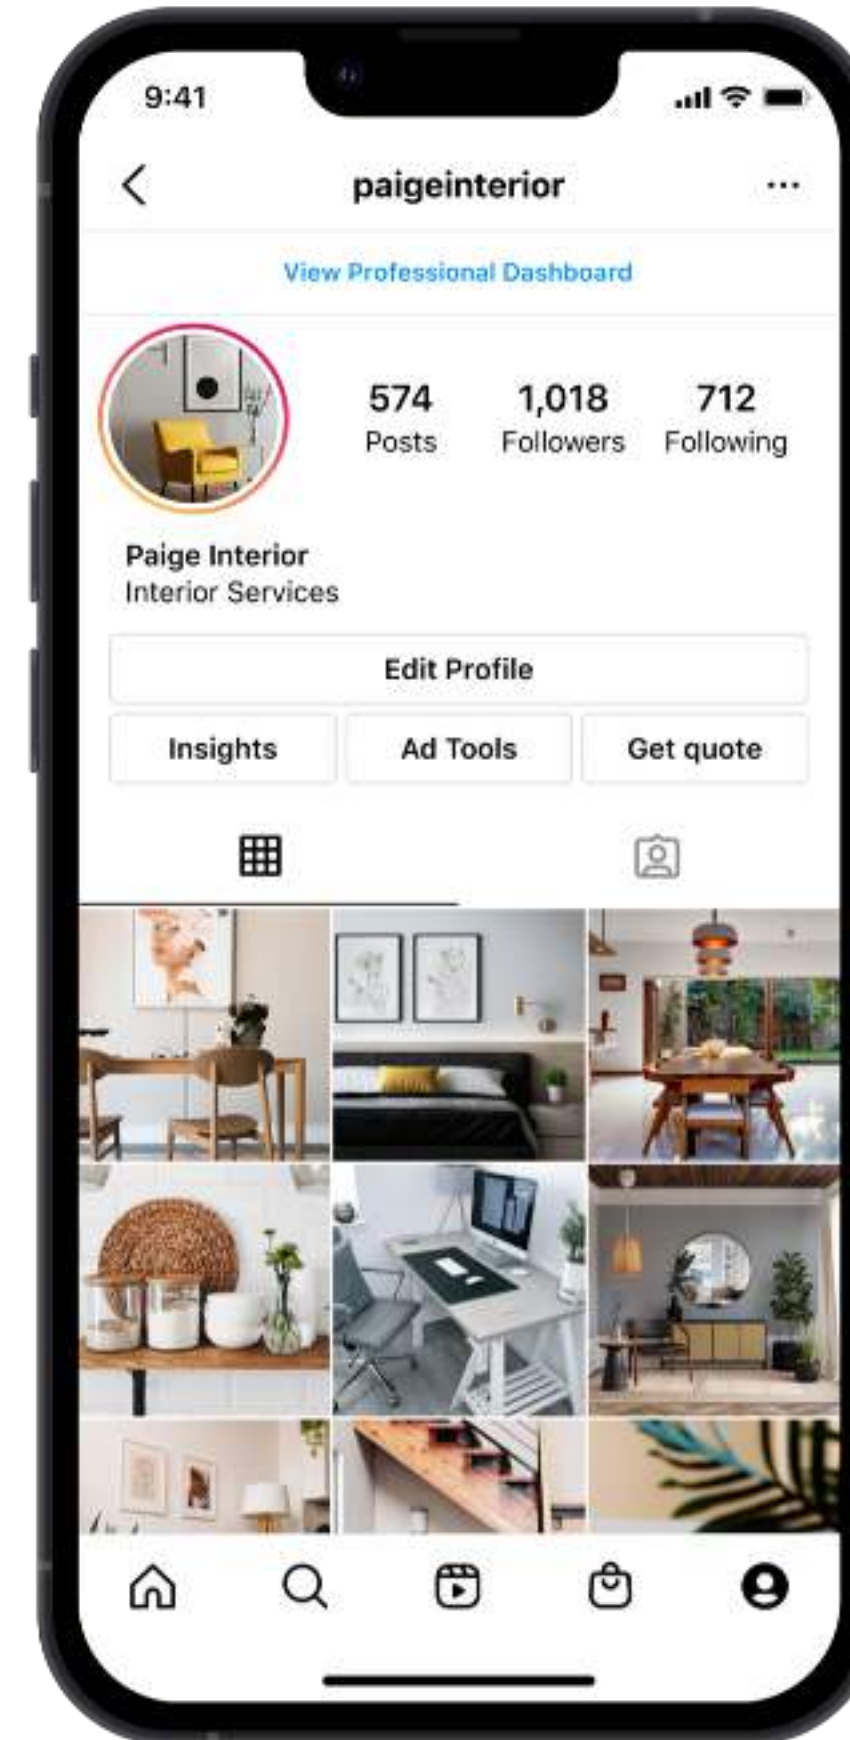 9:41
paigeinterior
View Professional Dashboard
574 1,018 712
Posts Followers Following
Paige Interior
Interior Services
Edit Profile
Insights Ad Tools Get quote